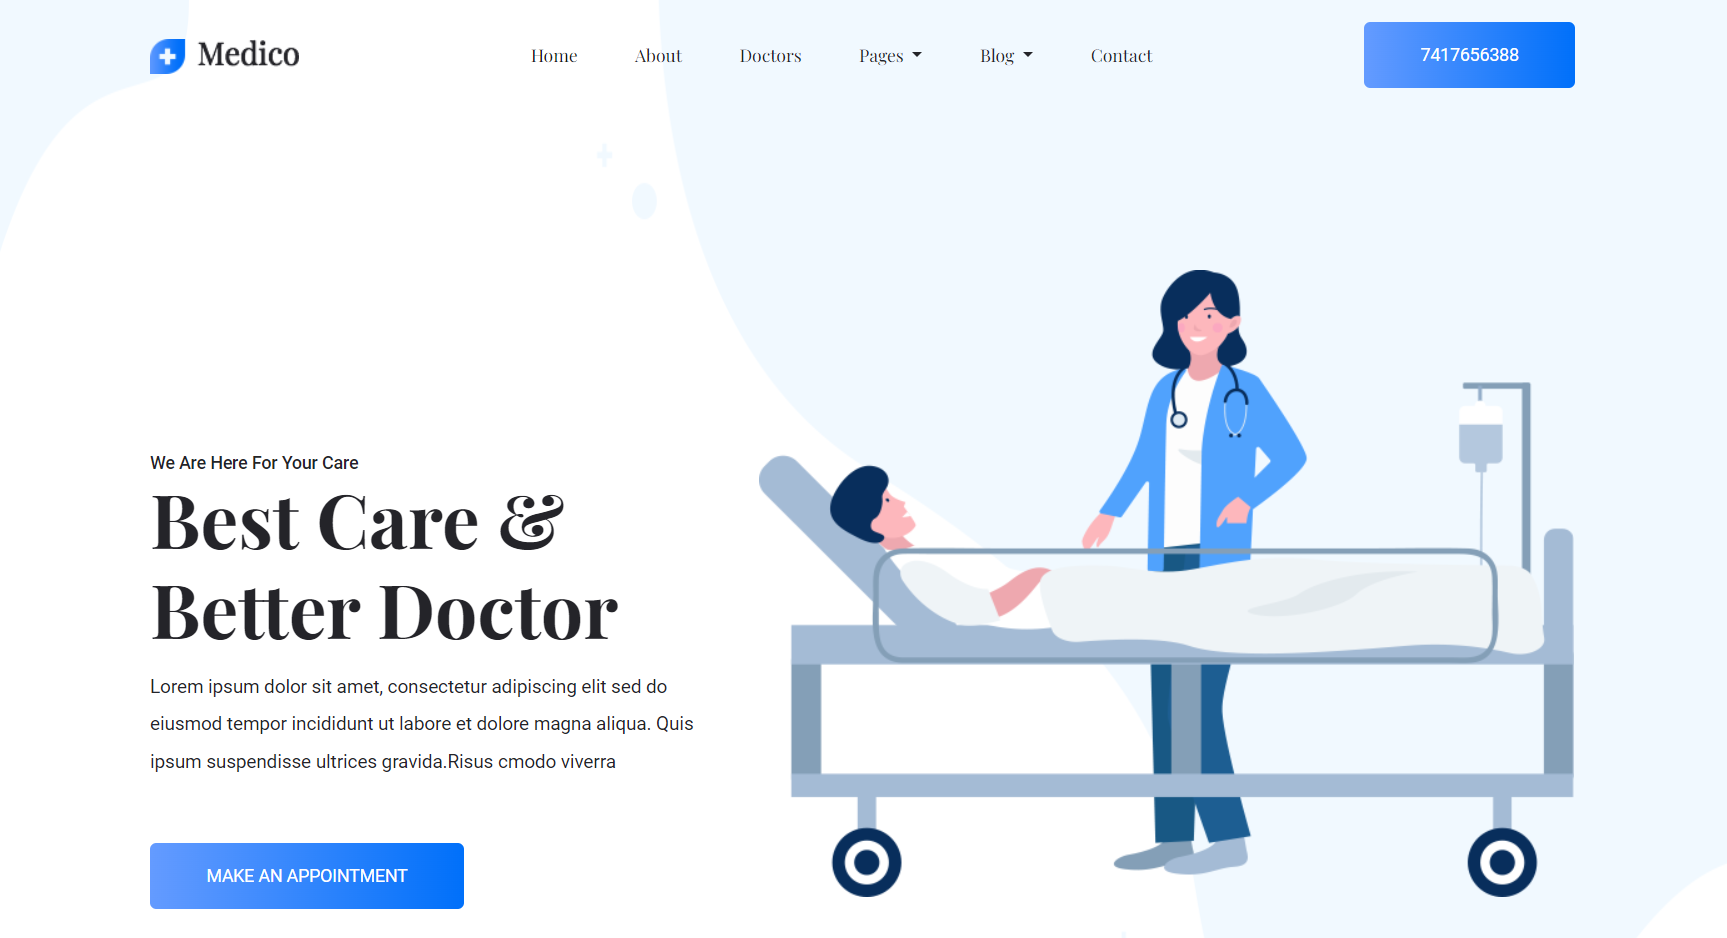 Medico
Home About Doctors Pages Blog Contact
7417656388
We Are Here For Your Care
Best Care &
Better Doctor
Lorem ipsum dolor sit amet, consectetur adipiscing elit sed do
eiusmod tempor incididunt ut labore et dolore magna aliqua. Quis
ipsum suspendisse ultrices gravida.Risus cmodo viverra
MAKE AN APPOINTMENT